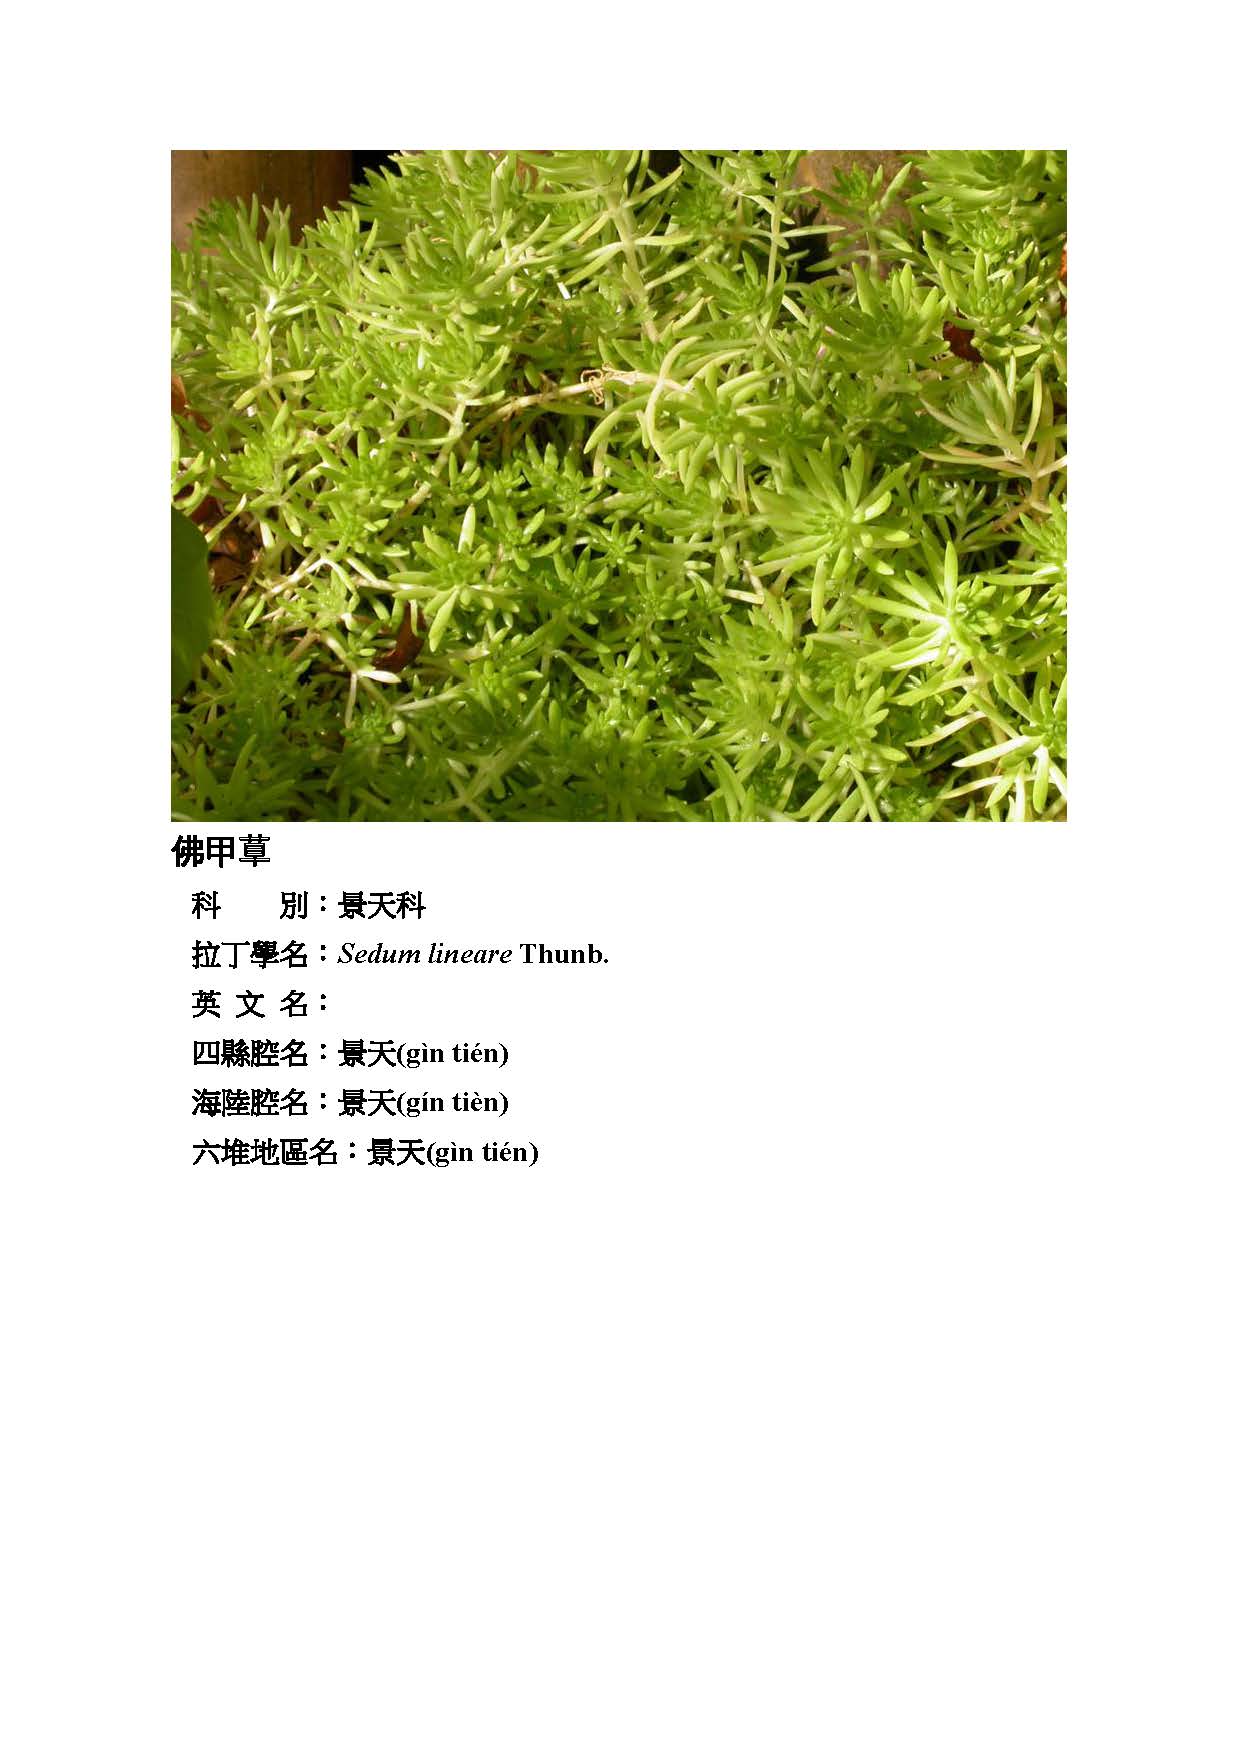 佛甲草
科　　別：景天科
拉丁學名：Sedum lineare Thunb.
英 文 名：
四縣腔名：景天(gìn tién)
海陸腔名：景天(gín tièn)
六堆地區名：景天(gìn tién)